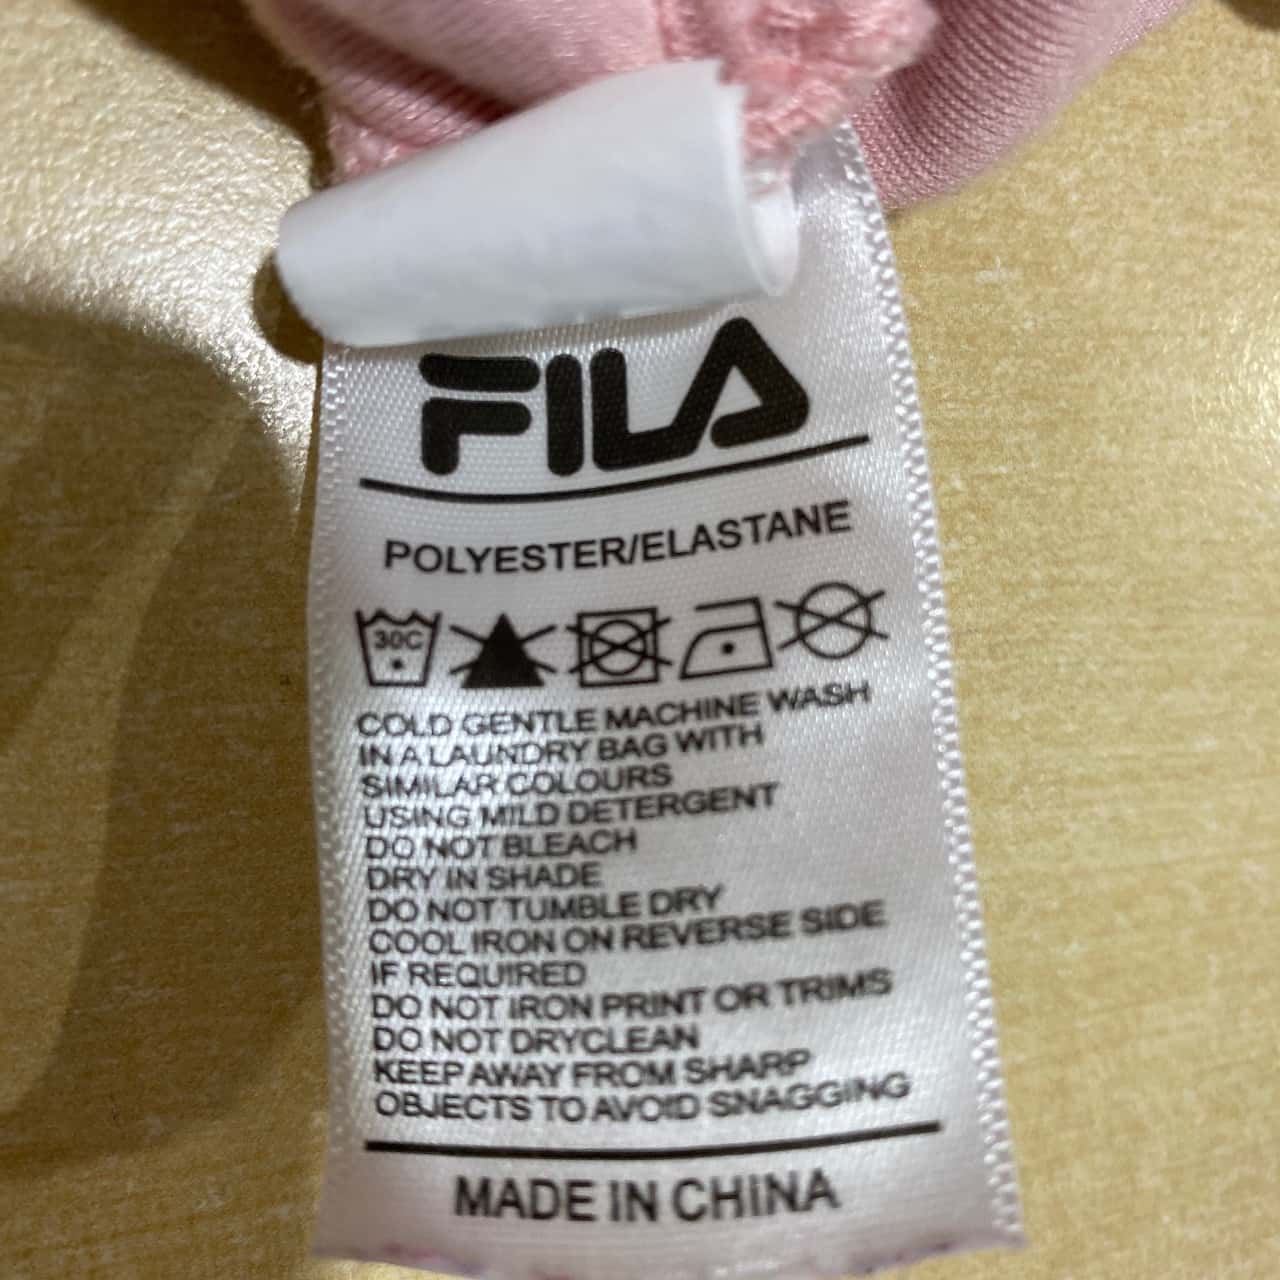 FILA
POLYESTER/ELASTANE
30C
COLD GENTLE MACHINE WASH
IN A LAUNDRY BAG WITH
SIMILAR COLOURS
USING MILD DETERGENT
DO NOT BLEACH
DRY IN SHADE
DO NOT TUMBLE DRY
COOL IRON ON REVERSE SIDE
IF REQUIRED
DO NOT IRON PRINT OR TRIMS
DO NOT DRYCLEAN
KEEP AWAY FROM SHARP
OBJECTS TO AVOID SNAGGING
MADE IN CHINA